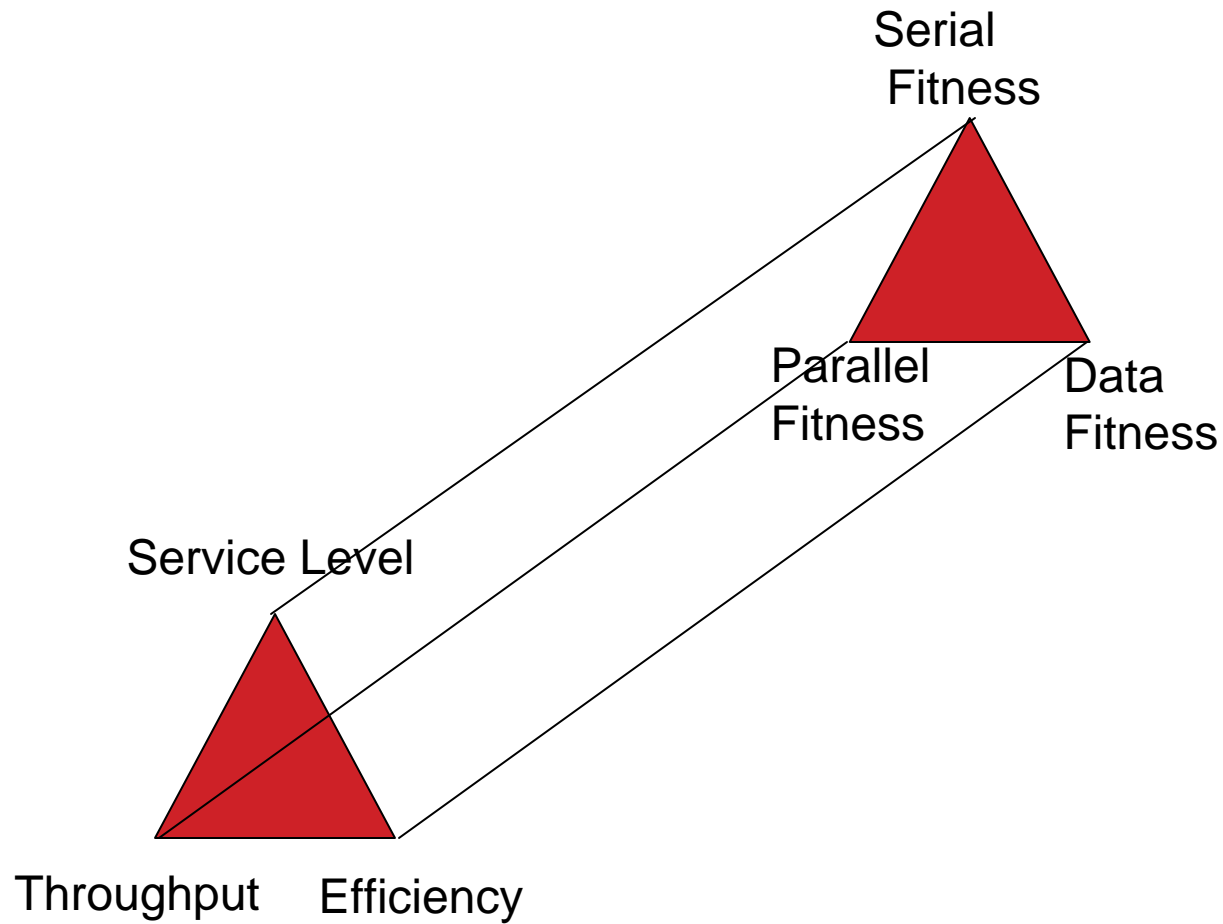 Serial
Fitness
Parallel
Fitness
Data
Fitness
Service Level
Throughput
Efficiency